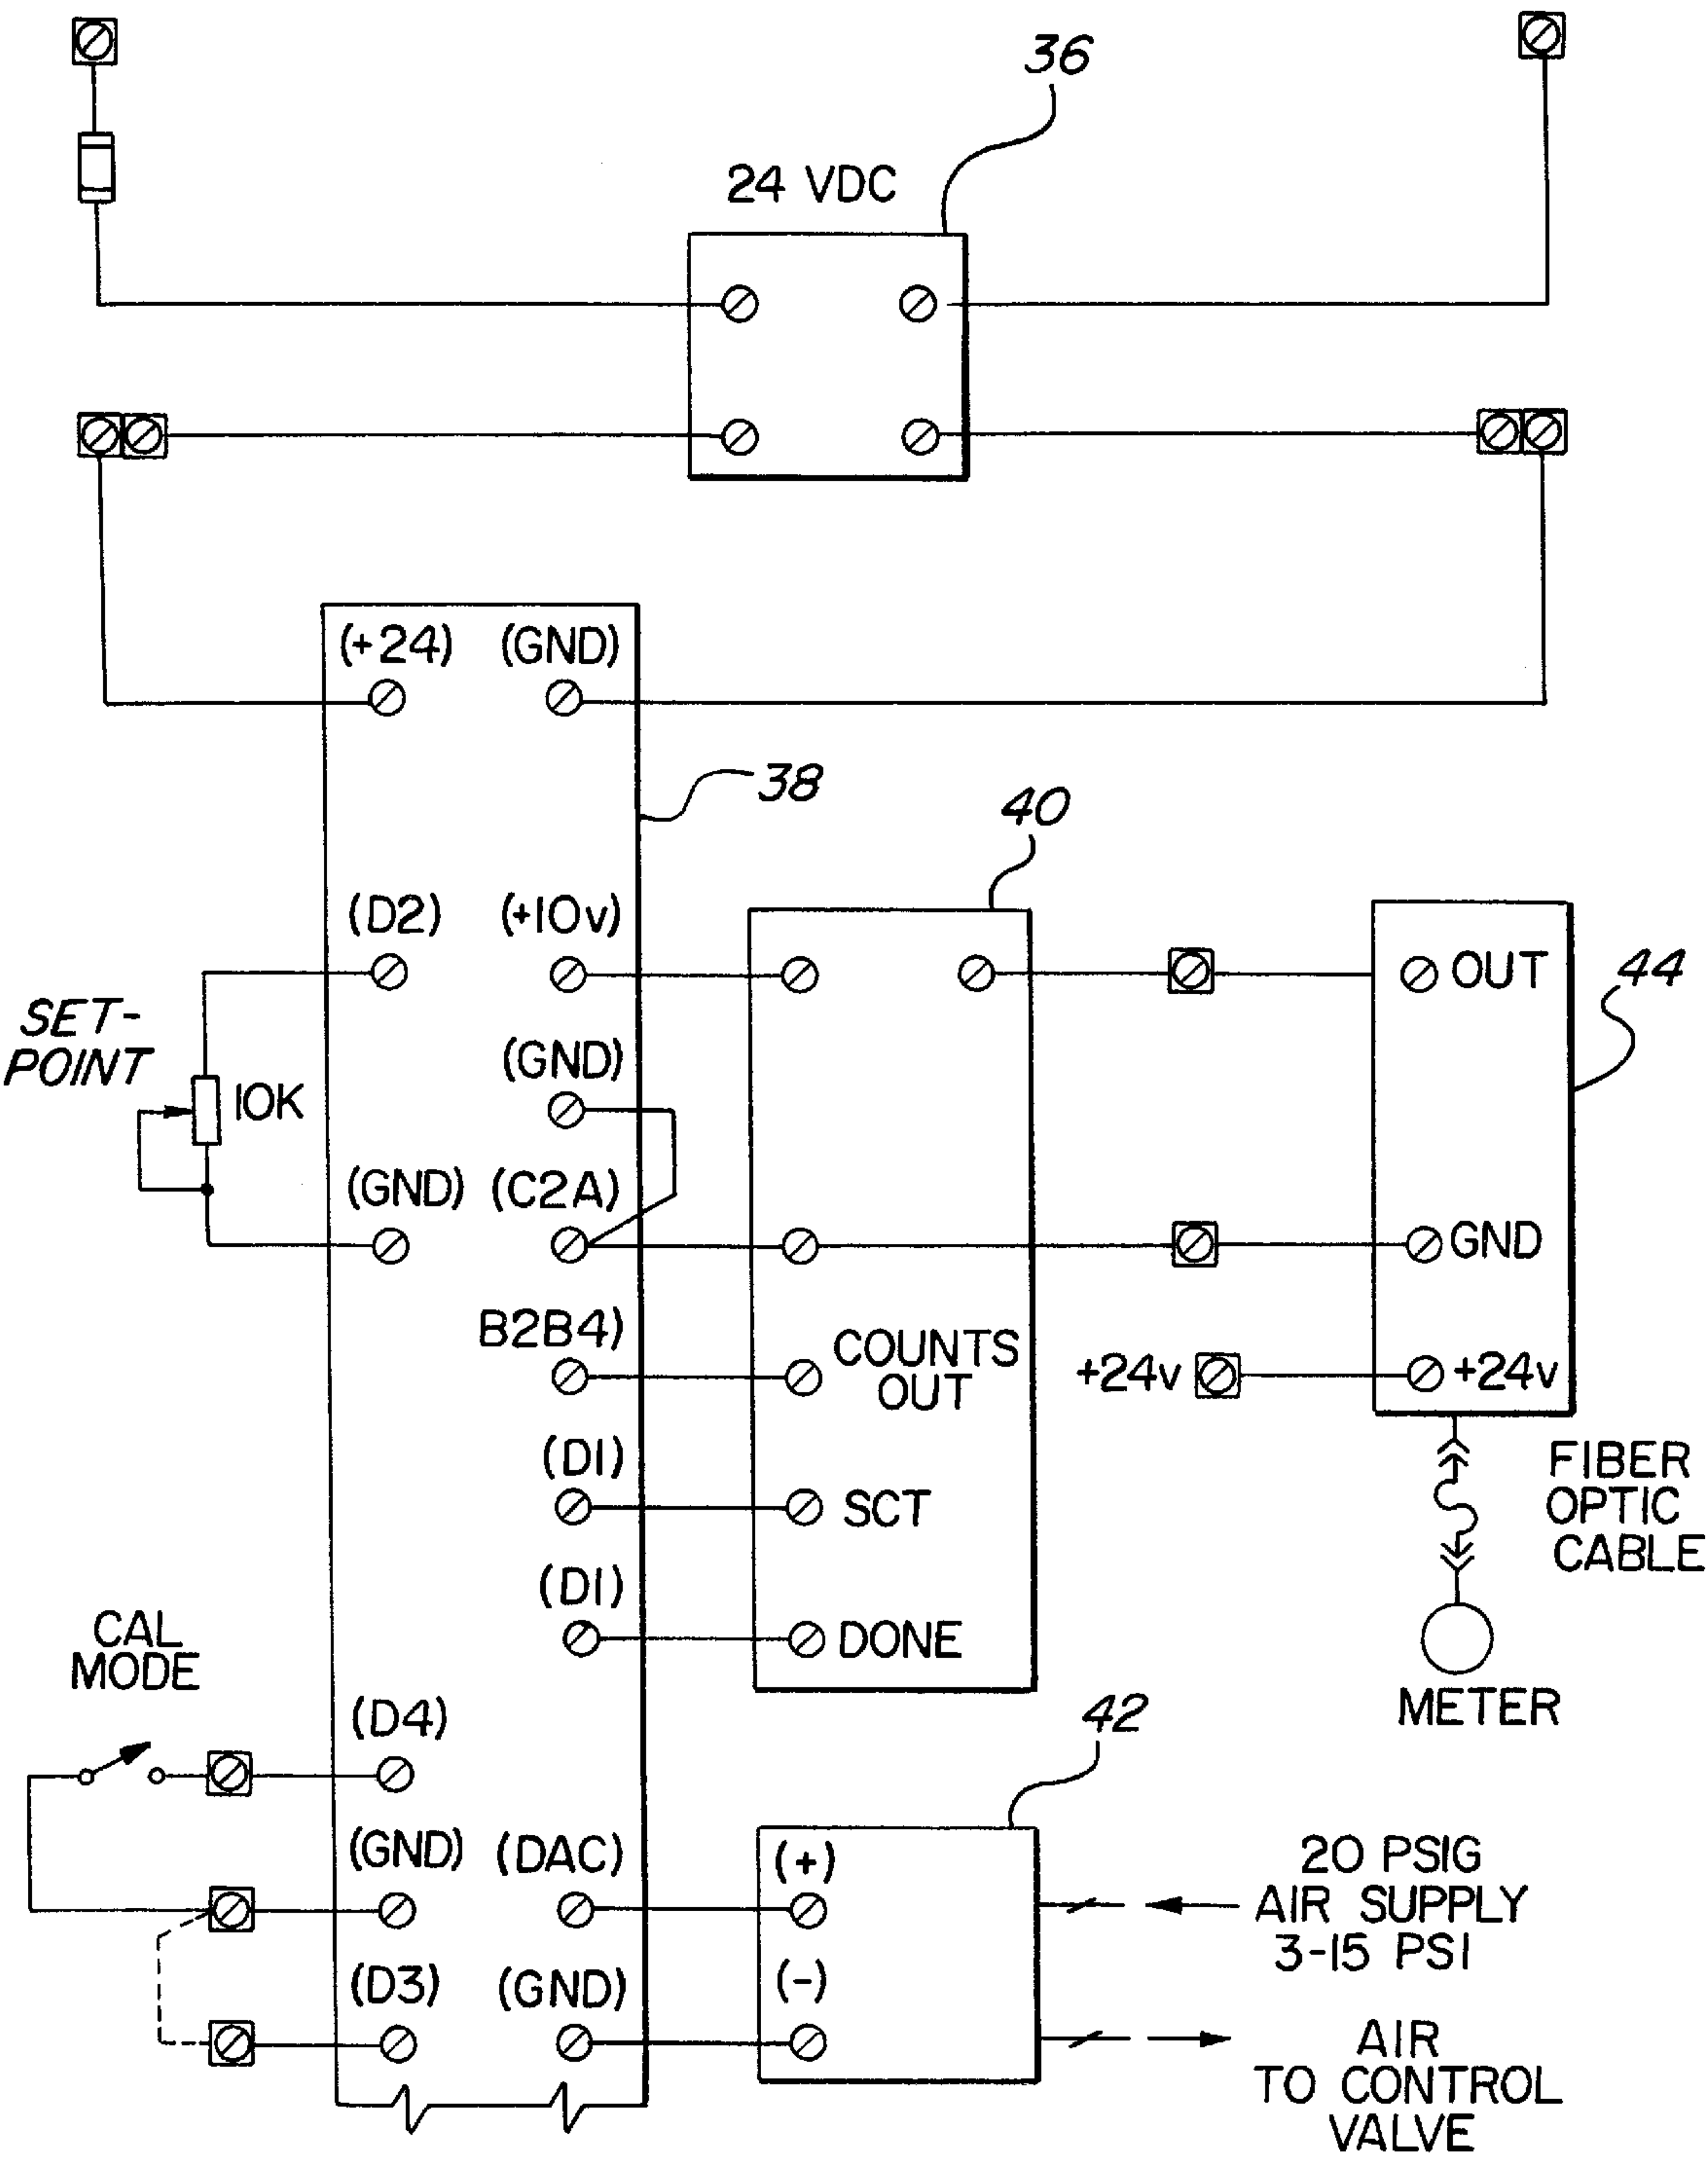 36
24 VDC
(+24) (GND)
38
40
(D2) (+10v)
OUT
44
SET-
POINT
10K
(GND)
(GND) (C2A)
GND
B2B4)
COUNTS
OUT
+24v
+24v
(D1)
SCT
FIBER
OPTIC
CABLE
(D1)
DONE
CAL
MODE
METER
(D4)
42
(GND) (DAC)
(+)
20 PSIG
AIR SUPPLY
3-15 PSI
(D3) (GND)
(-)
AIR
TO CONTROL
VALVE